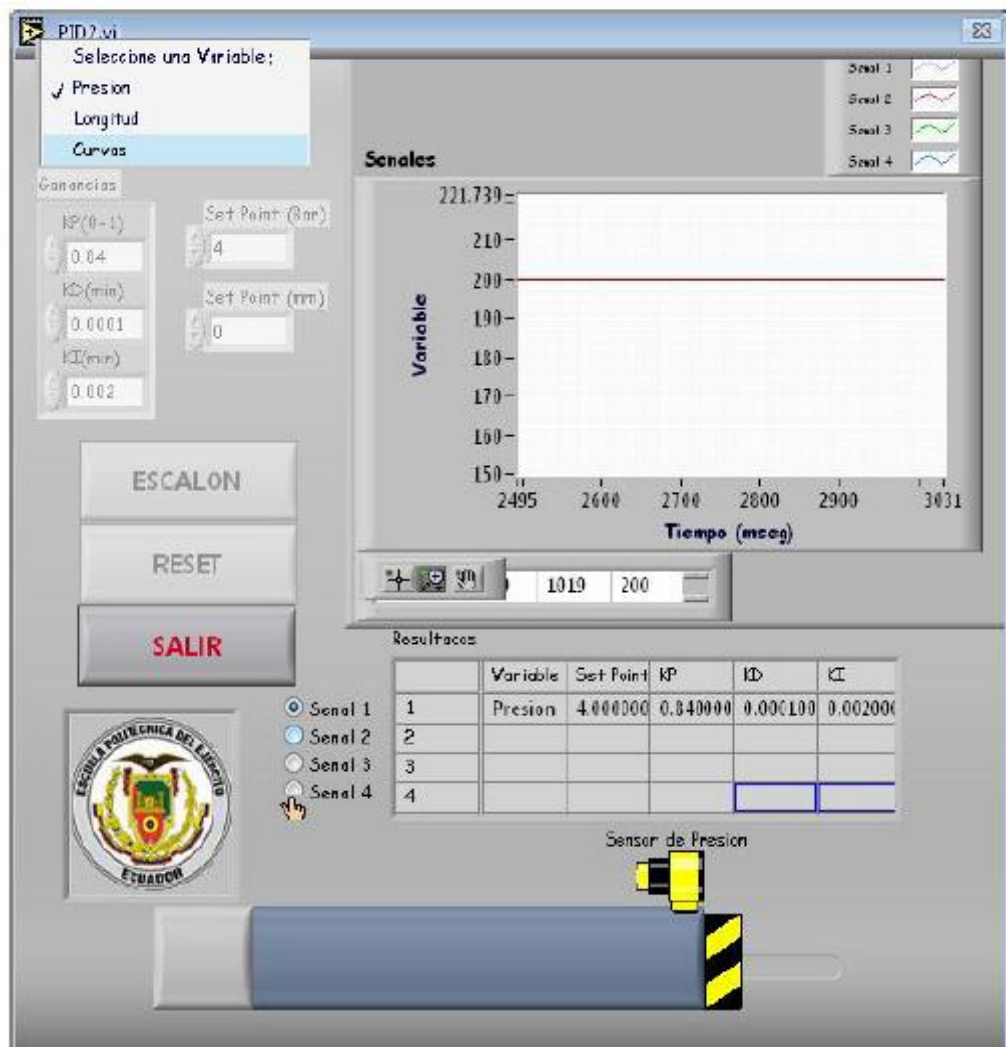 PID2.vi
Seleccione una Variable:
Presion
Longitud
Curvas
Senal 1
Senal 2
Senal 3
Senal 4
Senales
Ganancias
KP(0-1)
0.04
KD(min)
0.0001
KI(min)
0.002
Set Point (Bar)
4
Set Point (mm)
0
221.739
210
200
190
180
170
160
150
Variable
2495 2600 2700 2800 2900 3031
Tiempo (mseg)
1019 200
ESCALON
RESET
SALIR
Resultados
Variable Set Point KP KD KI
1 Presion 4.000000 0.840000 0.000100 0.002000
2
3
4
Senal 1
Senal 2
Senal 3
Senal 4
ESCUELA POLITECNICA DEL EJERCITO
ECUADOR
Sensor de Presion